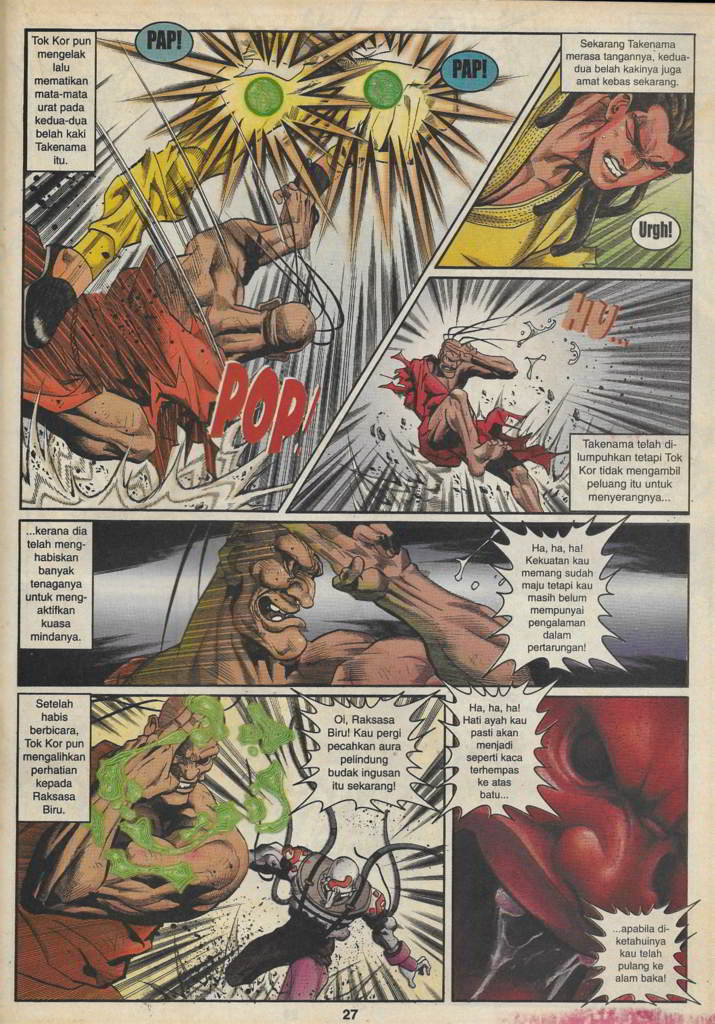 Tok Kor pun
mengelak
lalu
mematikan
mata-mata
urat pada
kedua-dua
belah kaki
Takenama
itu.
PAP!
PAP!
POP!
Sekarang Takenama
merasa tangannya, kedua-
dua belah kakinya juga
amat kebas sekarang.
Urgh!
HU...
Takenama telah di-
lumpuhkan tetapi Tok
Kor tidak mengambil
peluang itu untuk
menyerangnya...
...kerana dia
telah meng-
habiskan
banyak
tenaganya
untuk meng-
aktifkan
kuasa
mindanya.
Ha, ha, ha!
Kekuatan kau
memang sudah
maju tetapi kau
masih belum
mempunyai
pengalaman
dalam
pertarungan!
Setelah
habis
berbicara,
Tok Kor pun
mengalihkan
perhatian
kepada
Raksasa
Biru.
Oi, Raksasa
Biru! Kau pergi
pecahkan aura
pelindung
budak ingusan
itu sekarang!
Ha, ha, ha!
Hati ayah kau
pasti akan
menjadi
seperti kaca
terhempas
ke atas
batu...
...apabila di-
ketahuinya
kau telah
pulang ke
alam baka!
27